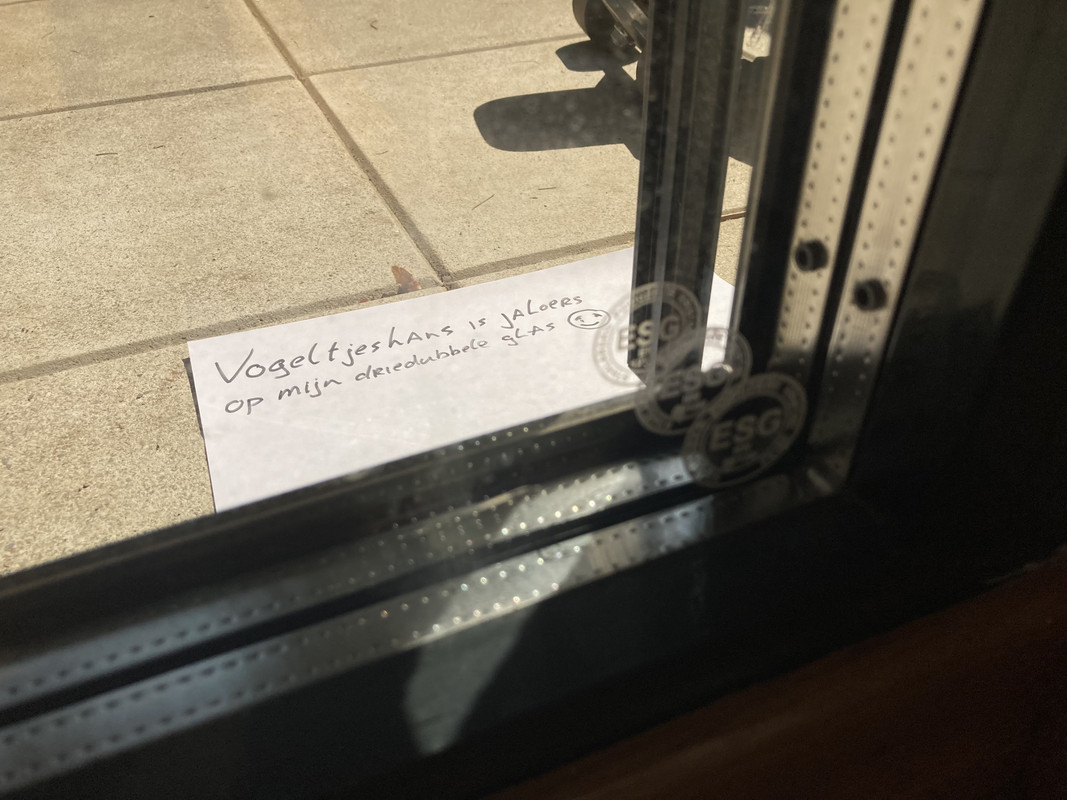 Vogeltjeshans is jaloers
op mijn driedubbele glas
ESG
ESG
ESG